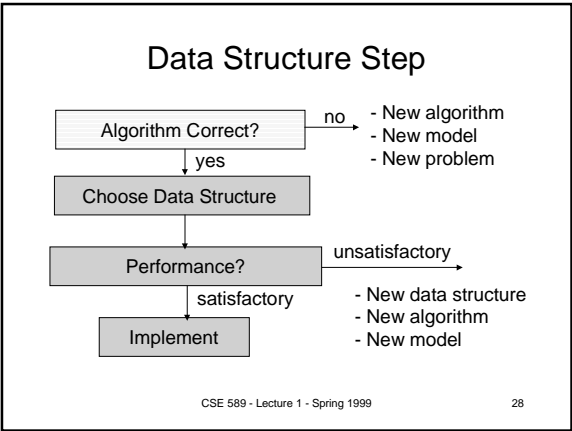 Data Structure Step
Algorithm Correct?
no
- New algorithm
- New model
- New problem
yes
Choose Data Structure
Performance?
unsatisfactory
satisfactory
- New data structure
- New algorithm
- New model
Implement
CSE 589 - Lecture 1 - Spring 1999
28